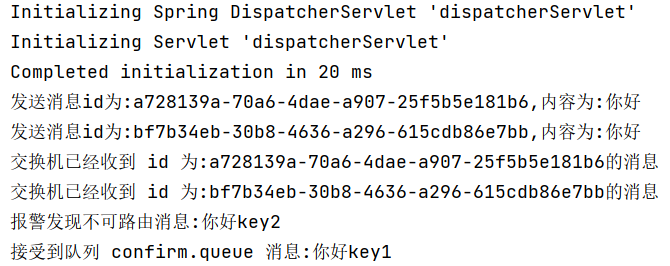 Initializing Spring DispatcherServlet 'dispatcherServlet'
Initializing Servlet 'dispatcherServlet'
Completed initialization in 20 ms
发送消息id为:a728139a-70a6-4dae-a907-25f5b5e181b6,内容为:你好
发送消息id为:bf7b34eb-30b8-4636-a296-615cdb86e7bb,内容为:你好
交换机已经收到 id 为:a728139a-70a6-4dae-a907-25f5b5e181b6的消息
交换机已经收到 id 为:bf7b34eb-30b8-4636-a296-615cdb86e7bb的消息
报警发现不可路由消息:你好key2
接受到队列 confirm.queue 消息:你好key1